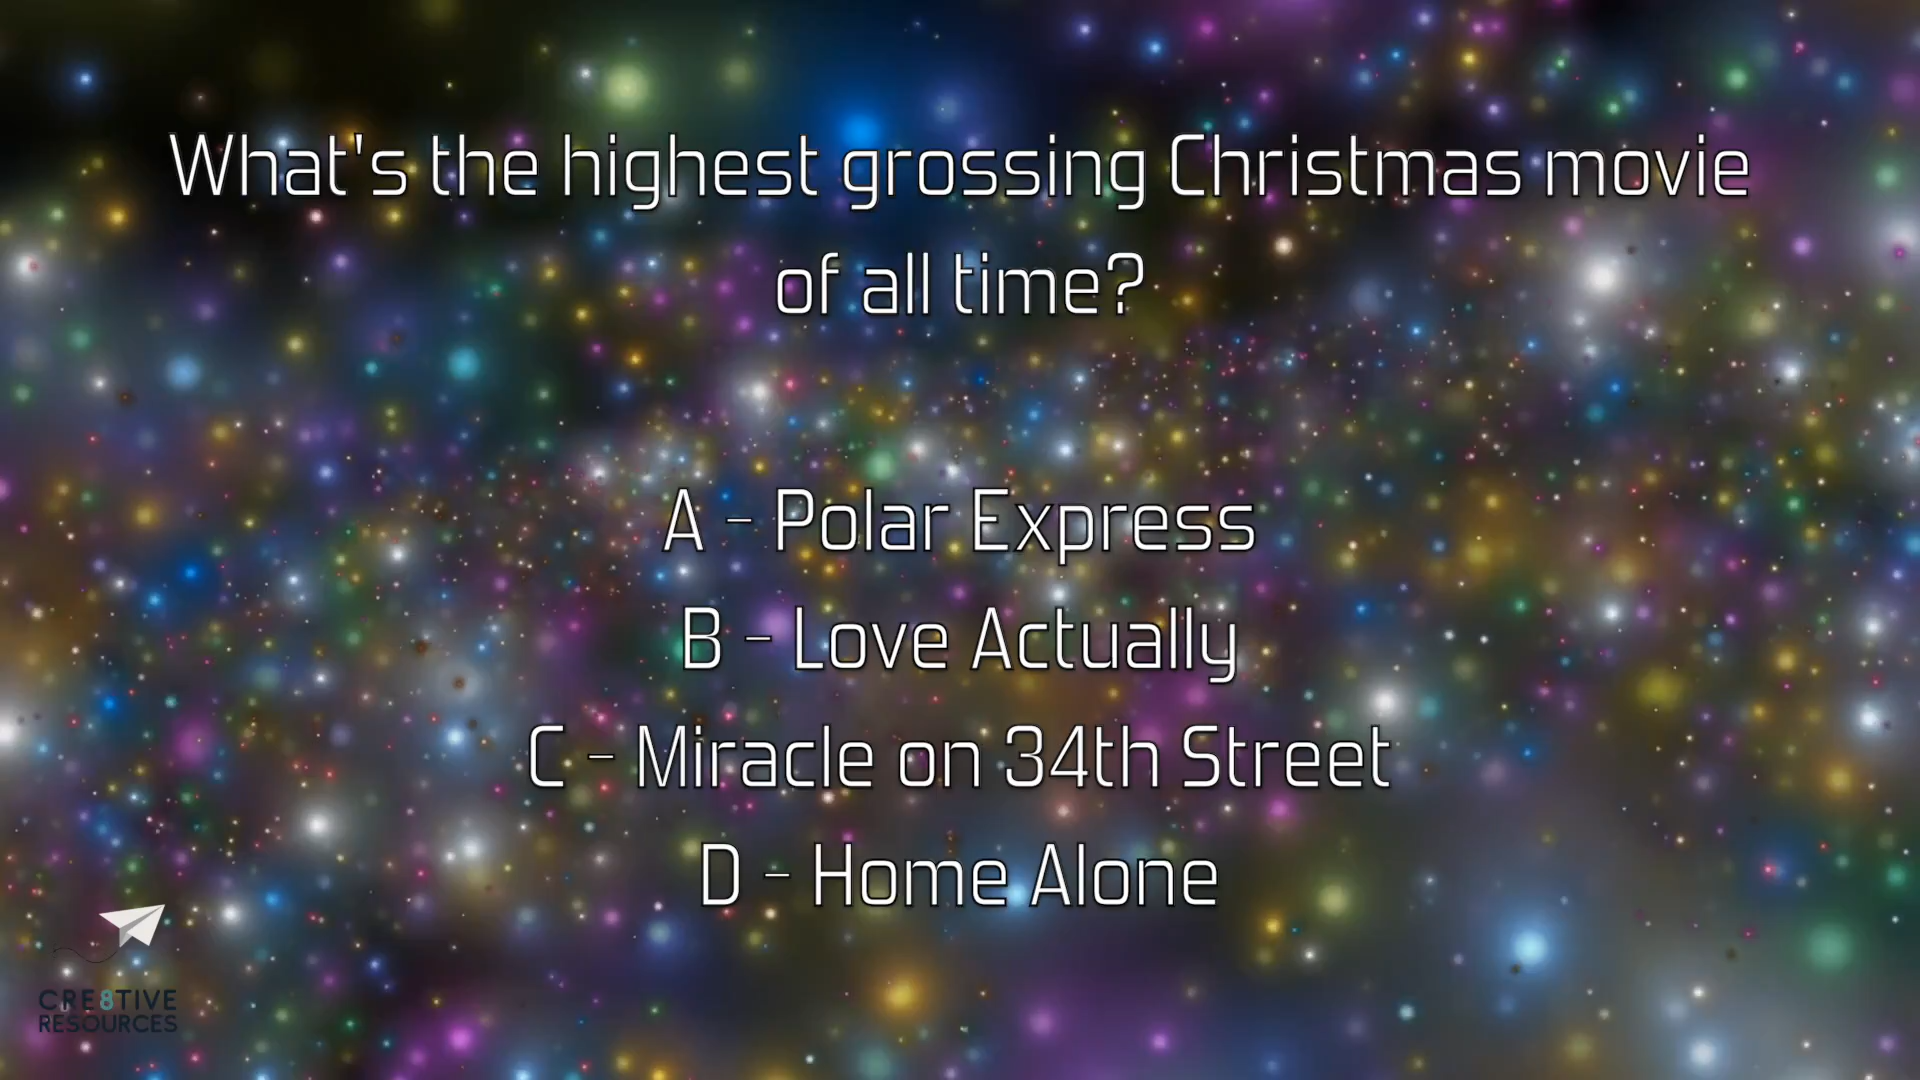 What's the highest grossing Christmas movie
of all time?
A - Polar Express
B - Love Actually
C - Miracle on 34th Street
D - Home Alone
CRE8TIVE
RESOURCES